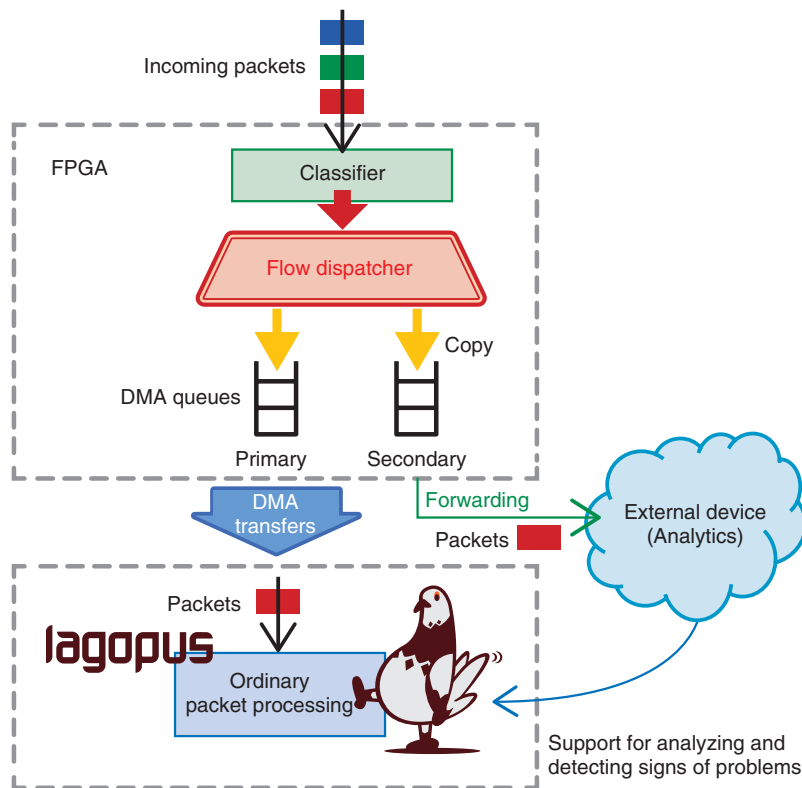 Incoming packets
FPGA
Classifier
Flow dispatcher
Copy
DMA queues
Primary
Secondary
DMA
transfers
Forwarding
Packets
External device
(Analytics)
Packets
lagopus
Ordinary
packet processing
Support for analyzing and
detecting signs of problems